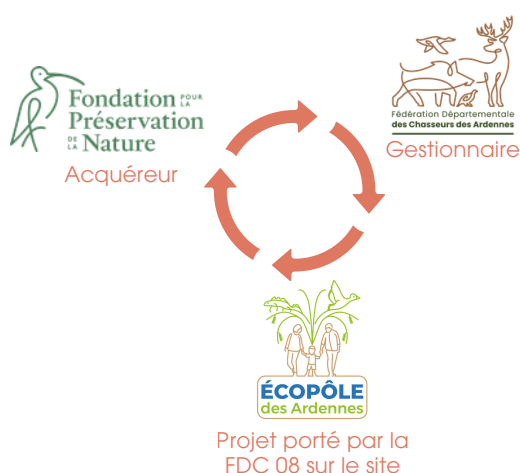 Fondation POUR LA
Préservation
DE LA Nature
Acquéreur
Fédération Départementale
des Chasseurs des Ardennes
Gestionnaire
ÉCOPÔLE
des Ardennes
Projet porté par la
FDC 08 sur le site